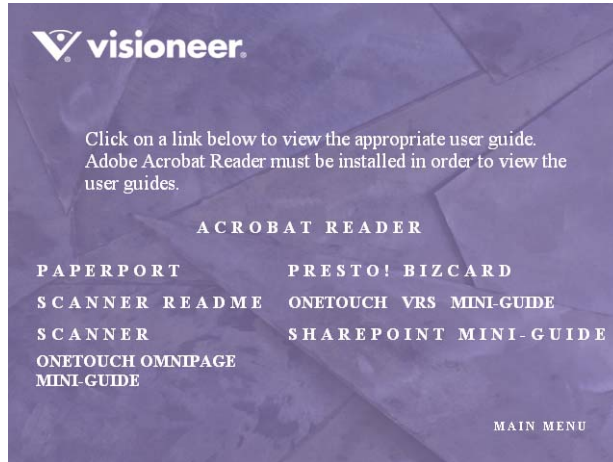 visioneer®
Click on a link below to view the appropriate user guide.
Adobe Acrobat Reader must be installed in order to view the
user guides.
ACROBAT READER
PAPERPORT
SCANNER README
SCANNER
ONETOUCH OMNIPAGE
MINI-GUIDE
PRESTO! BIZCARD
ONETOUCH VRS MINI-GUIDE
SHAREPOINT MINI-GUIDE
MAIN MENU